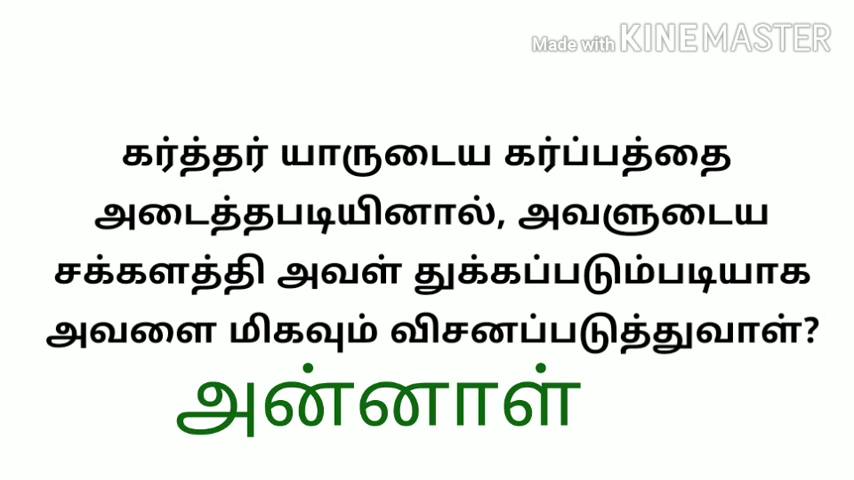 Made with KINEMASTER
கர்த்தர் யாருடைய கர்ப்பத்தை
அடைத்தபடியினால், அவளுடைய
சக்களத்தி அவள் துக்கப்படும்படியாக
அவளை மிகவும் விசனப்படுத்துவாள்?
அன்னாள்